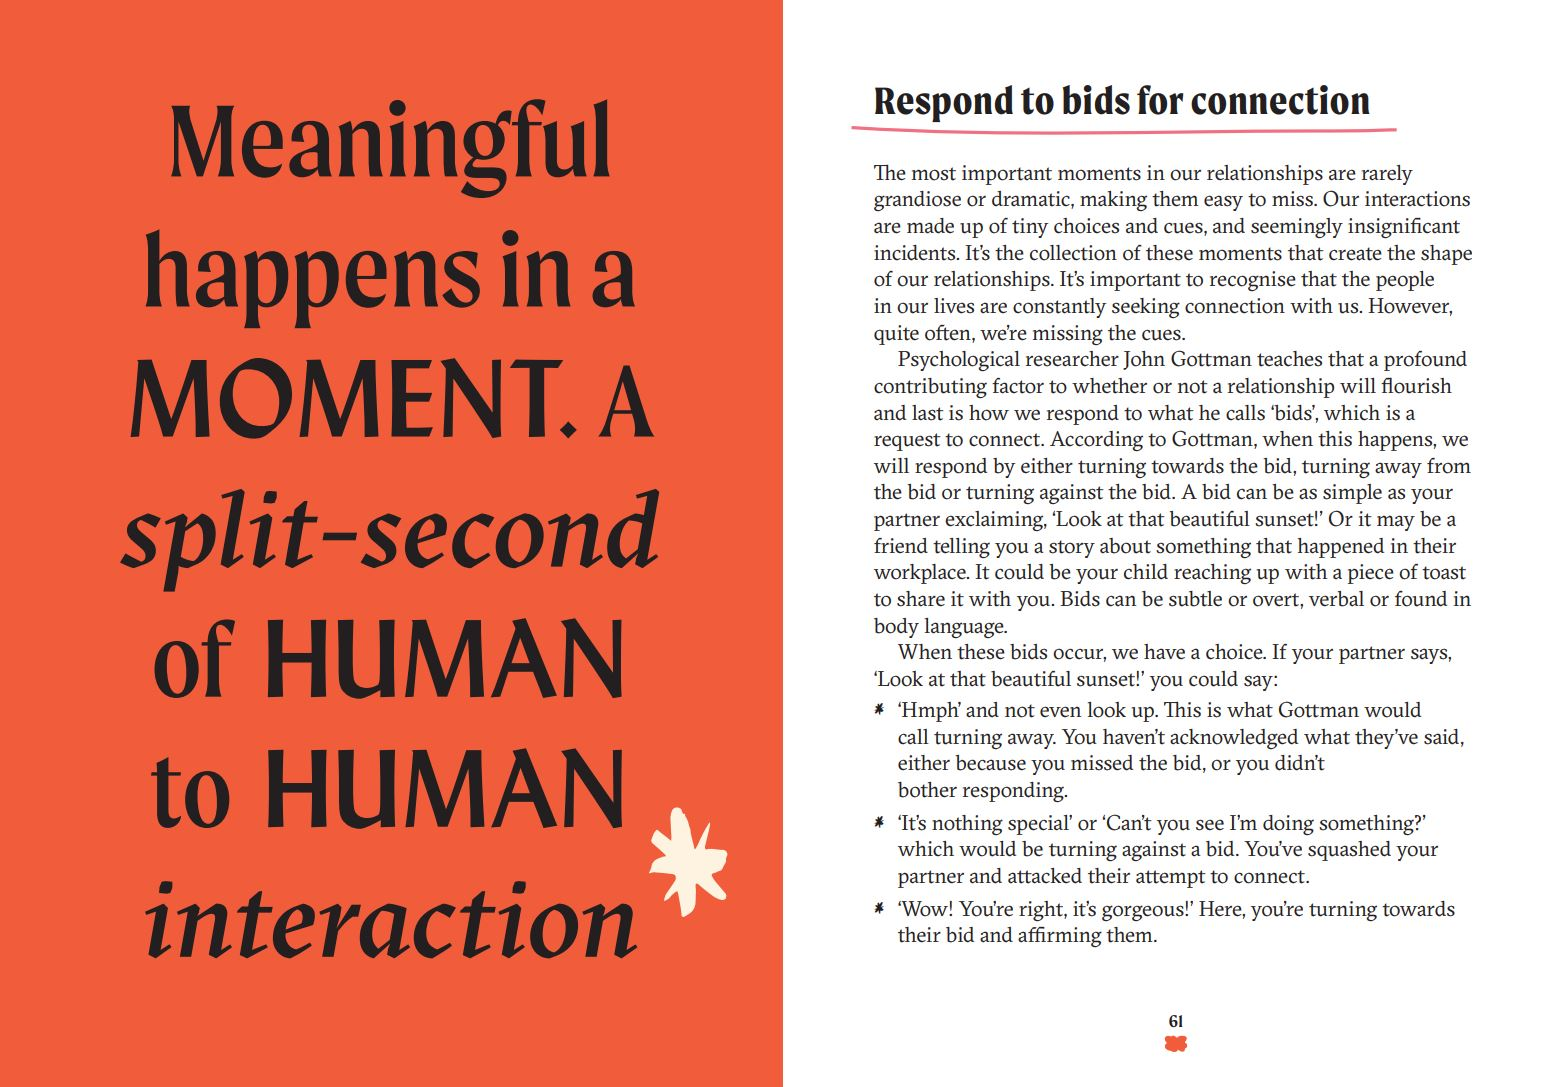 Meaningful
happens in a
MOMENT. A
split-second
of HUMAN
to HUMAN
interaction
Respond to bids for connection
The most important moments in our relationships are rarely
grandiose or dramatic, making them easy to miss. Our interactions
are made up of tiny choices and cues, and seemingly insignificant
incidents. It’s the collection of these moments that create the shape
of our relationships. It’s important to recognise that the people
in our lives are constantly seeking connection with us. However,
quite often, we’re missing the cues.
Psychological researcher John Gottman teaches that a profound
contributing factor to whether or not a relationship will flourish
and last is how we respond to what he calls ‘bids’, which is a
request to connect. According to Gottman, when this happens, we
will respond by either turning towards the bid, turning away from
the bid or turning against the bid. A bid can be as simple as your
partner exclaiming, ‘Look at that beautiful sunset!’ Or it may be a
friend telling you a story about something that happened in their
workplace. It could be your child reaching up with a piece of toast
to share it with you. Bids can be subtle or overt, verbal or found in
body language.
When these bids occur, we have a choice. If your partner says,
‘Look at that beautiful sunset!’ you could say:
* ‘Hmph’ and not even look up. This is what Gottman would
call turning away. You haven’t acknowledged what they’ve said,
either because you missed the bid, or you didn’t
bother responding.
* ‘It’s nothing special’ or ‘Can’t you see I’m doing something?’
which would be turning against a bid. You’ve squashed your
partner and attacked their attempt to connect.
* ‘Wow! You’re right, it’s gorgeous!’ Here, you’re turning towards
their bid and affirming them.
61